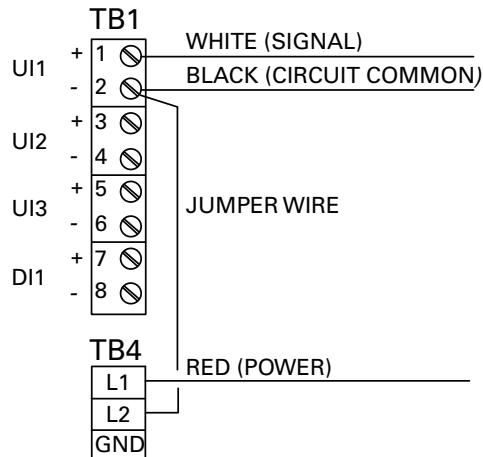 TB1
WHITE (SIGNAL)
UI1 + 1
BLACK (CIRCUIT COMMON)
- 2
+ 3
UI2
- 4
+ 5
UI3
JUMPER WIRE
- 6
+ 7
DI1
- 8
TB4
RED (POWER)
L1
L2
GND